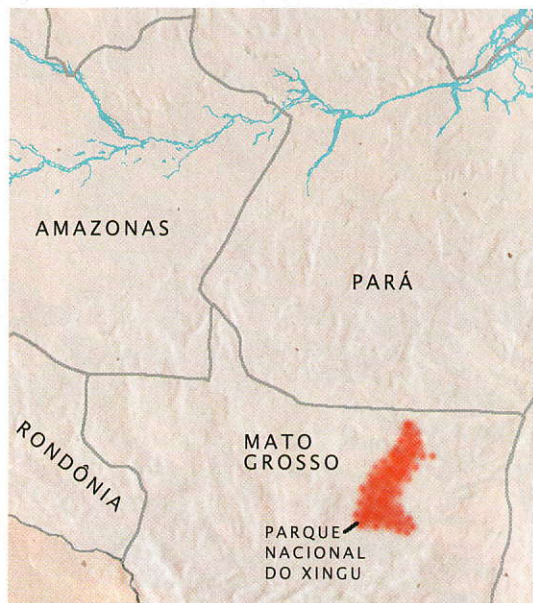 AMAZONAS
PARÁ
MATO
GROSSO
RONDÔNIA
PARQUE
NACIONAL
DO XINGU